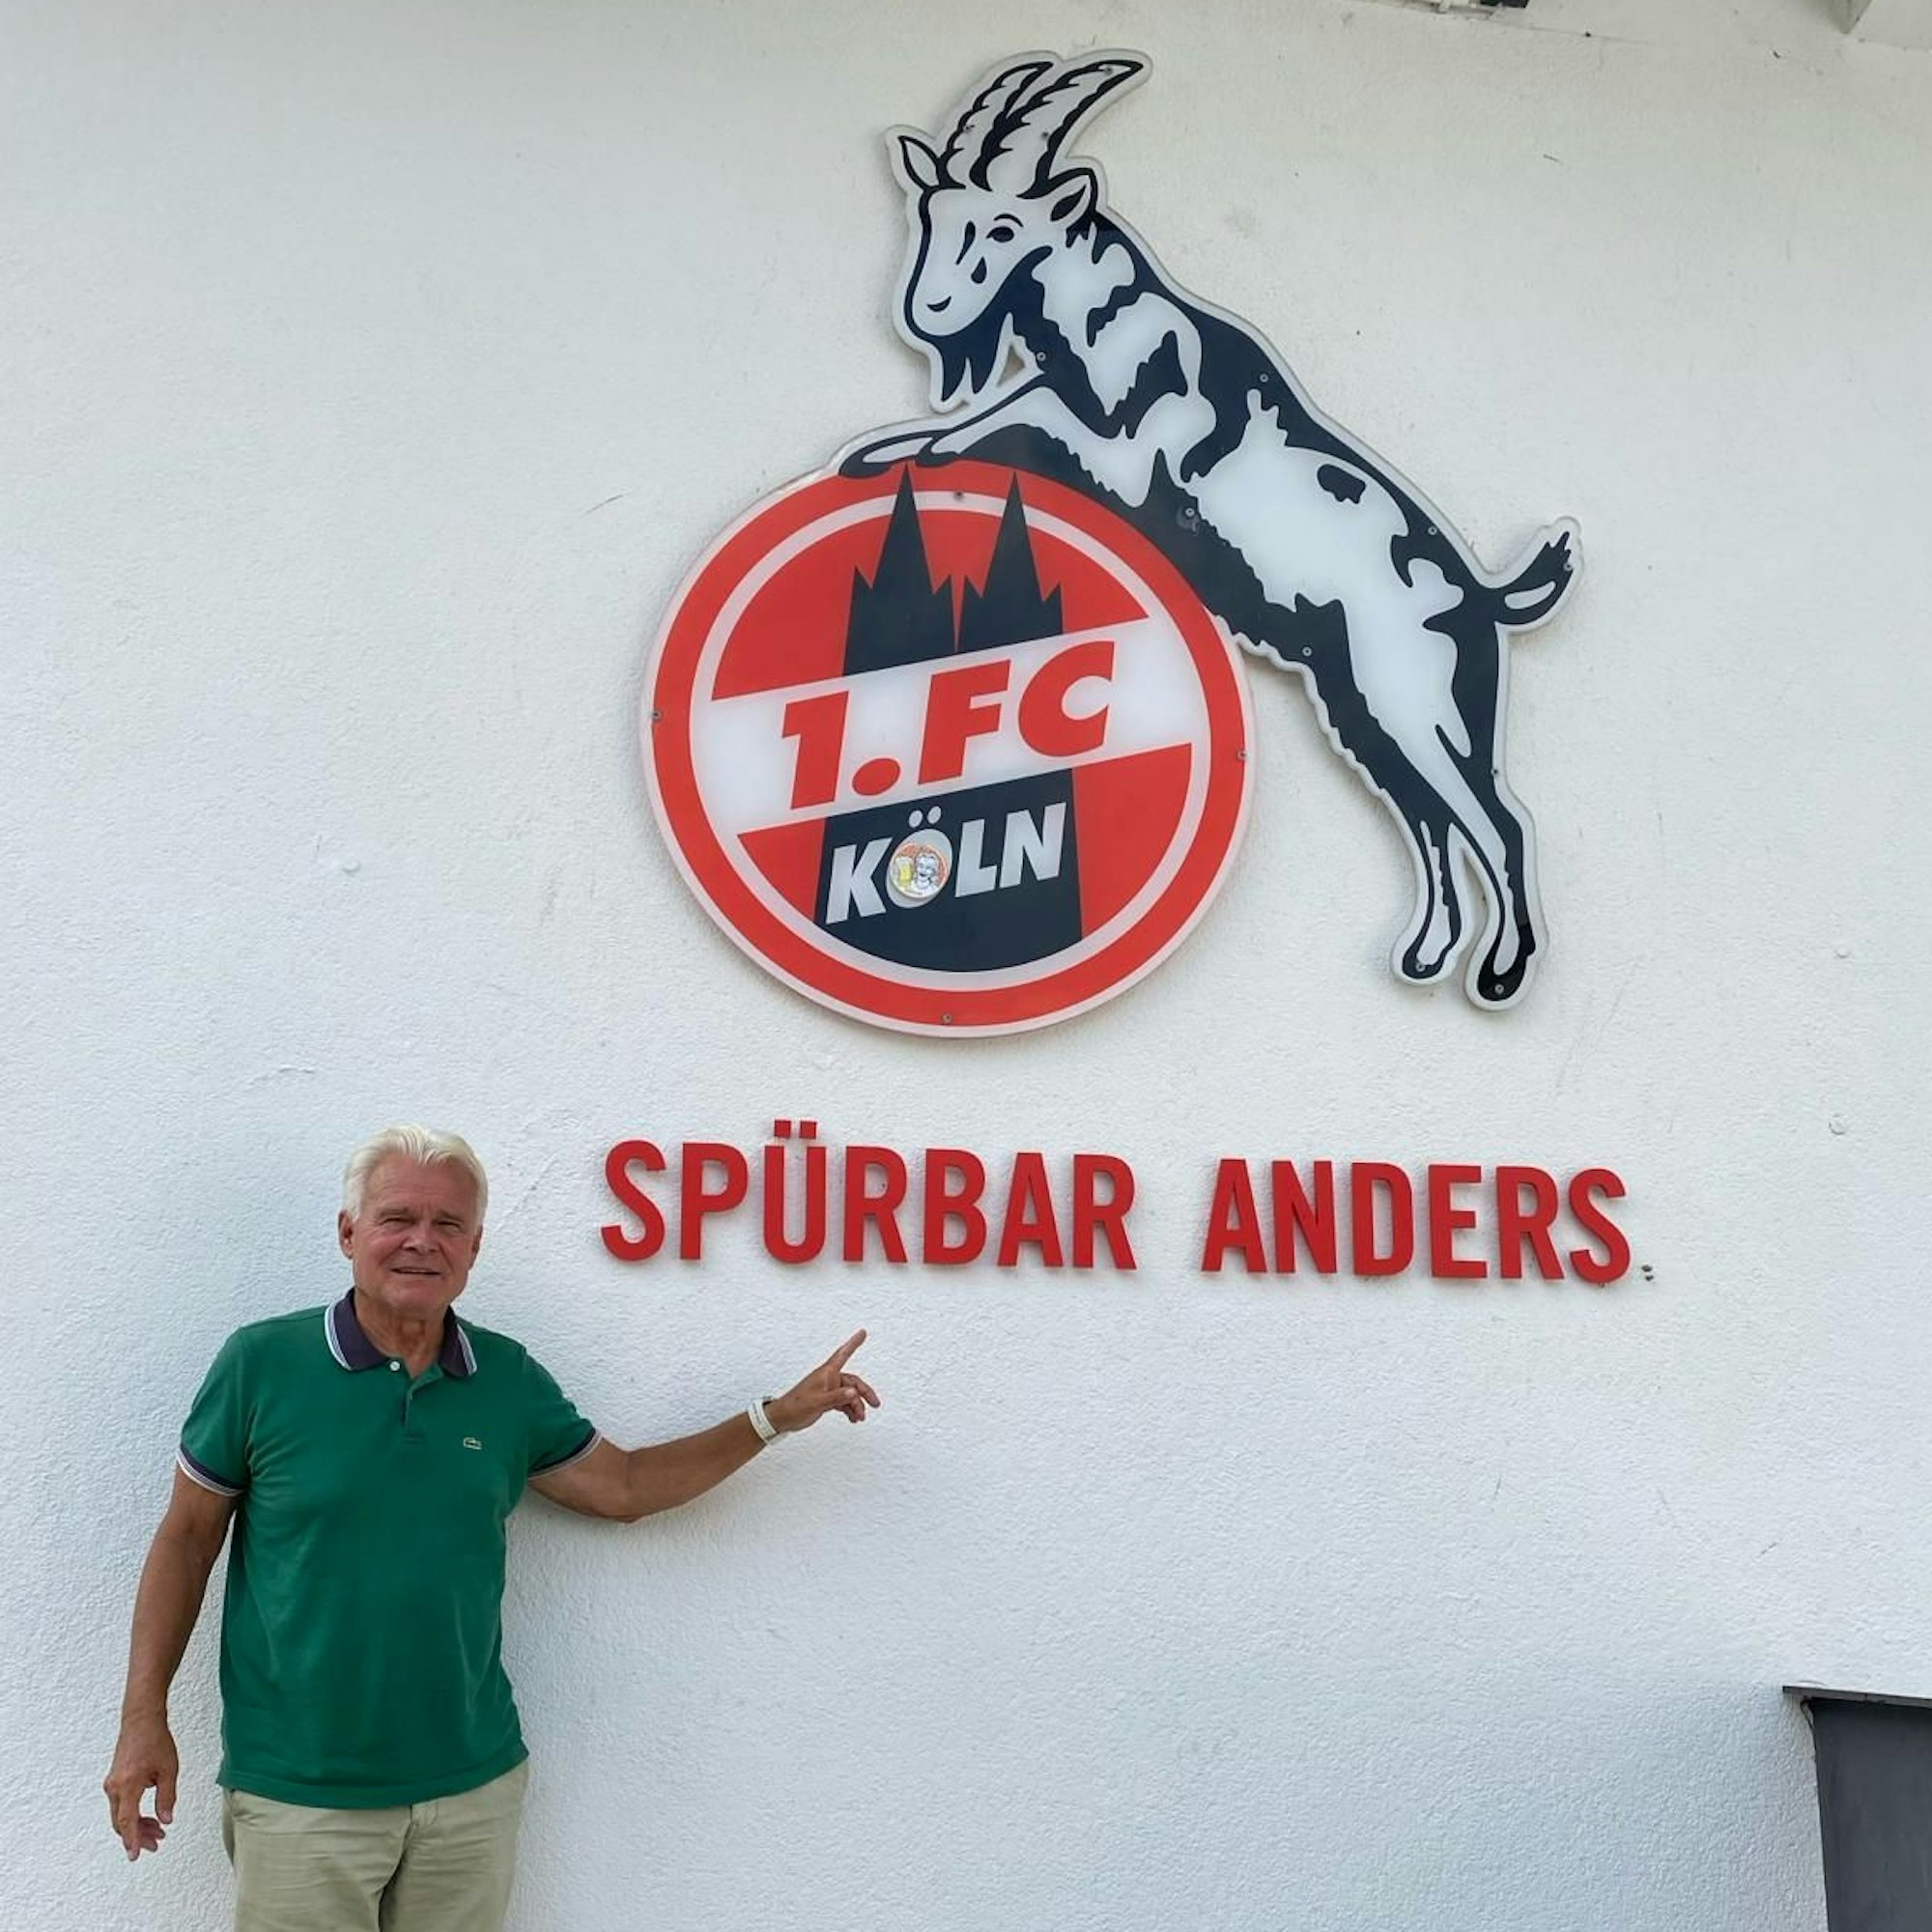 1.FC
KÖLN
SPÜRBAR ANDERS.